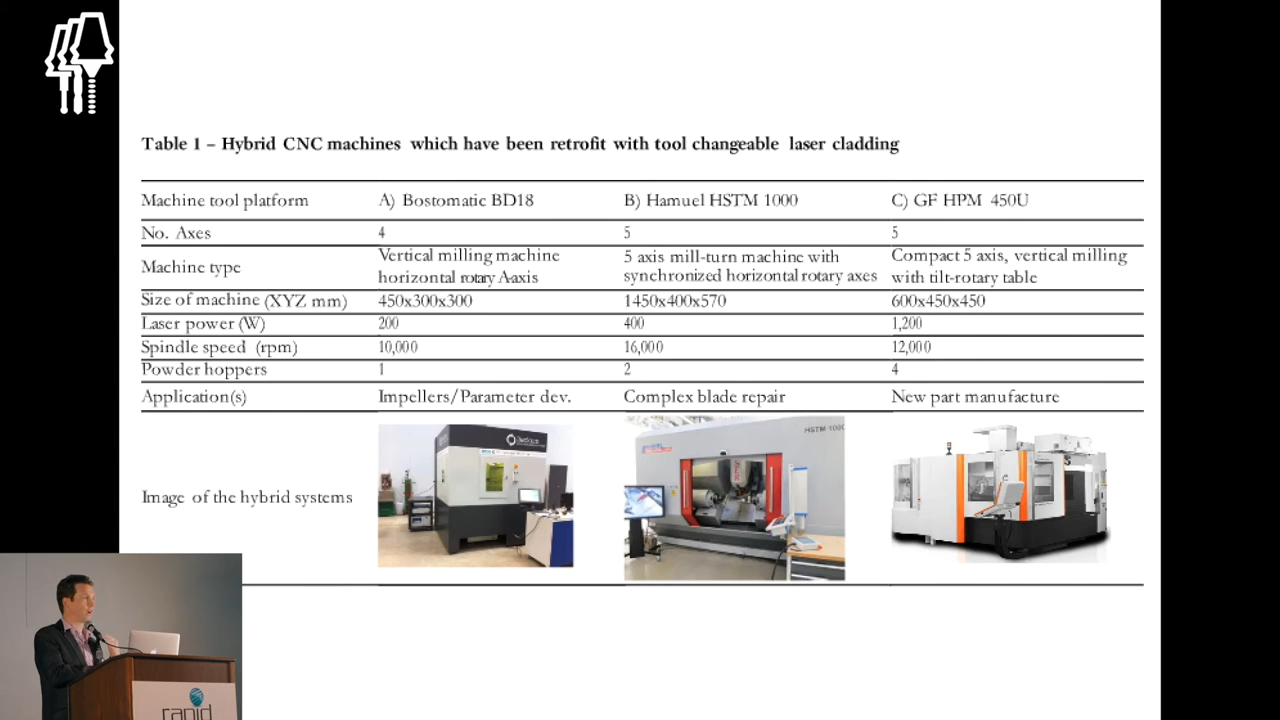 Table 1 – Hybrid CNC machines which have been retrofit with tool changeable laser cladding
Machine tool platform A) Bostomatic BD18 B) Hamuel HSTM 1000 C) GF HPM 450U
No. Axes 4 5 5
Machine type Vertical milling machine horizontal rotary A-axis 5 axis mill-turn machine with synchronized horizontal rotary axes Compact 5 axis, vertical milling with tilt-rotary table
Size of machine (XYZ mm) 450x300x300 1450x400x570 600x450x450
Laser power (W) 200 400 1,200
Spindle speed (rpm) 10,000 16,000 12,000
Powder hoppers 1 2 4
Application(s) Impellers/Parameter dev. Complex blade repair New part manufacture
HSTM 1000
Image of the hybrid systems
rapid